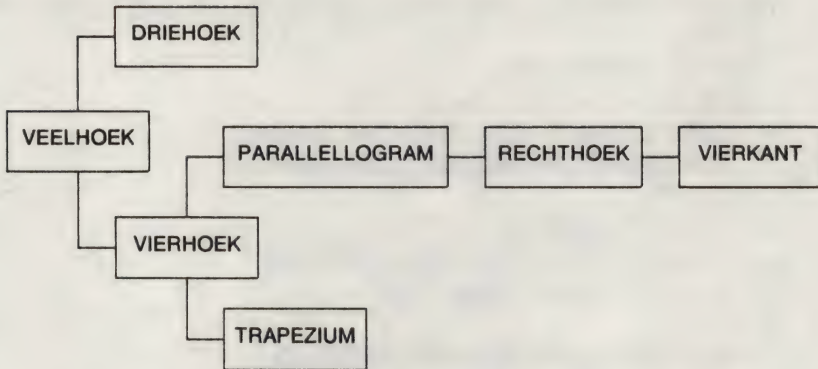 DRIEHOEK
VEELHOEK
PARALLELLOGRAM
RECHTHOEK
VIERKANT
VIERHOEK
TRAPEZIUM